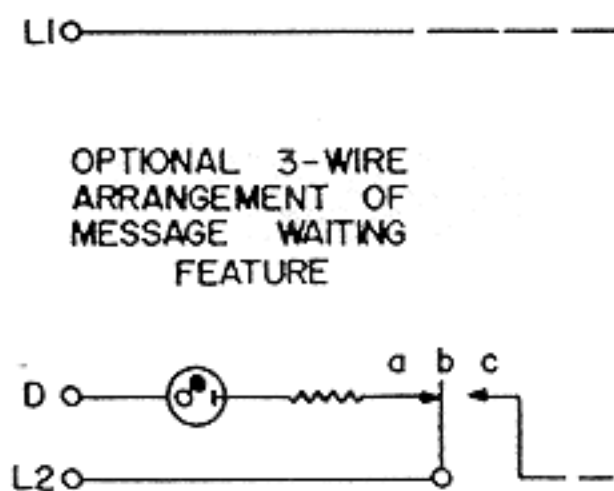 L1
OPTIONAL 3-WIRE
ARRANGEMENT OF
MESSAGE WAITING
FEATURE
a b c
D
L2